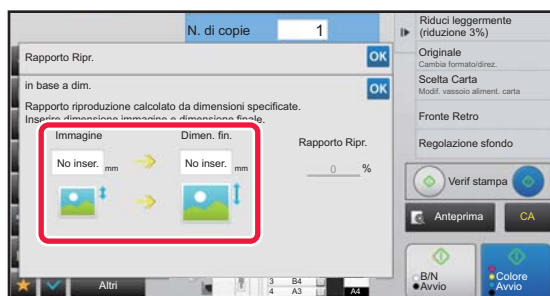 N. di copie 1
Rapporto Ripr. OK
in base a dim. OK
Rapporto riproduzione calcolato da dimensioni specificate.
Inserire dimensione immagine e dimensione finale.
Immagine Dimen. fin. Rapporto Ripr.
No inser. mm No inser. mm 0 %
Altri
3 B4
4 A3 A4
Riduci leggermente
(riduzione 3%)
Originale
Cambia formato/direz.
Scelta Carta
Modif. vassoio aliment. carta
Fronte Retro
Regolazione sfondo
Verif stampa
Anteprima CA
B/N
Avvio
Colore
Avvio